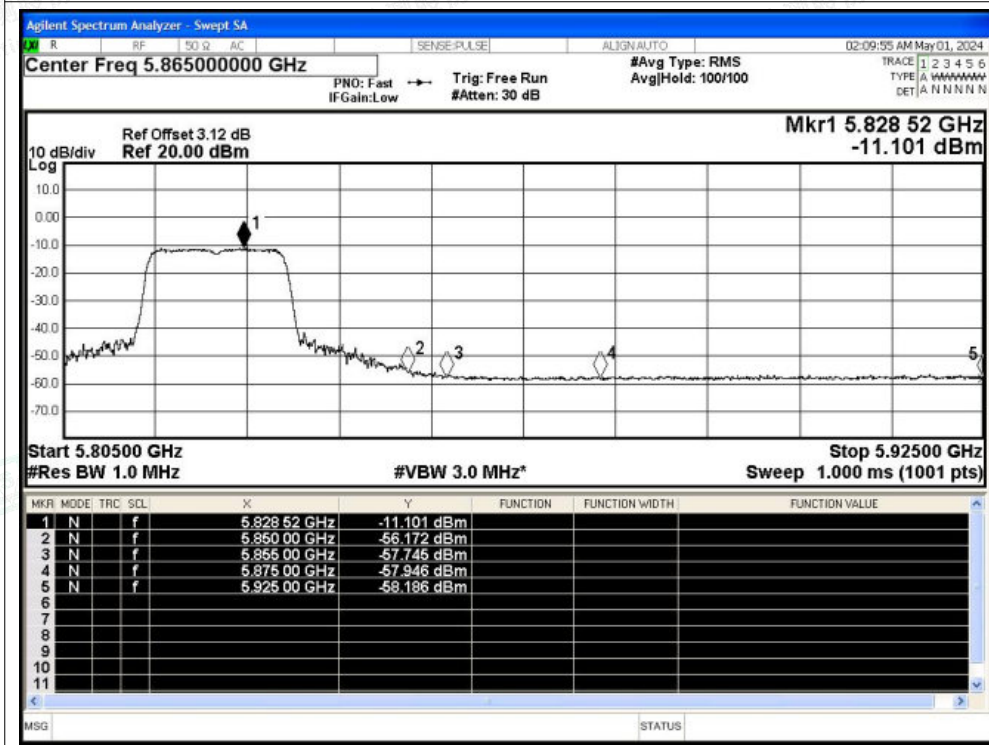 Agilent Spectrum Analyzer - Swept SA
LXI R RF 50 Ω AC SENSE:PULSE ALIGN AUTO 02:09:55 AM May 01, 2024
Center Freq 5.865000000 GHz
PNO: Fast
IFGain:Low
Trig: Free Run
#Atten: 30 dB
#Avg Type: RMS
Avg|Hold: 100/100
TRACE 1 2 3 4 5 6
TYPE A WWWWW
DET A N N N N N
Ref Offset 3.12 dB
Ref 20.00 dBm
10 dB/div
Log
Mkr1 5.828 52 GHz
-11.101 dBm
10.0
0.00
-10.0
-20.0
-30.0
-40.0
-50.0
-60.0
-70.0
1
2
3
4
5
Start 5.80500 GHz
Stop 5.92500 GHz
#Res BW 1.0 MHz
#VBW 3.0 MHz*
Sweep 1.000 ms (1001 pts)
MKR MODE TRC SCL X Y FUNCTION FUNCTION WIDTH FUNCTION VALUE
1 N f 5.828 52 GHz -11.101 dBm
2 N f 5.850 00 GHz -56.172 dBm
3 N f 5.855 00 GHz -57.745 dBm
4 N f 5.875 00 GHz -57.946 dBm
5 N f 5.925 00 GHz -58.186 dBm
6
7
8
9
10
11
MSG STATUS